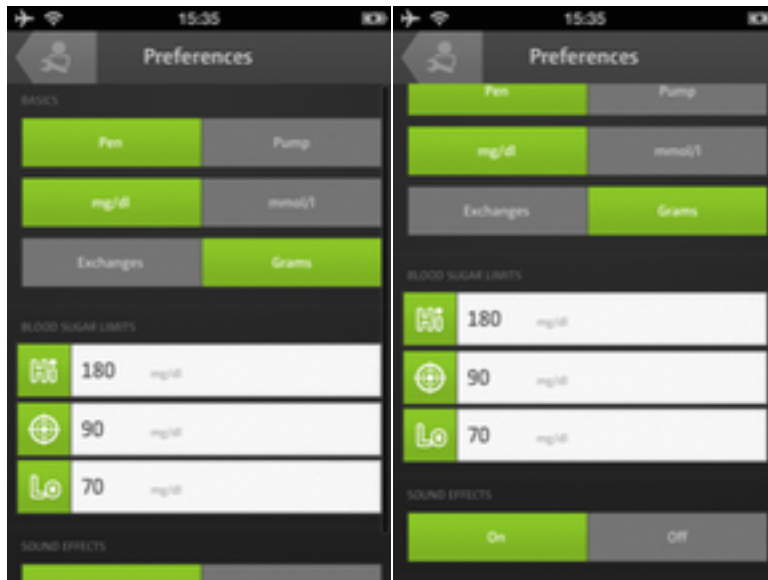 15:35
Preferences
BASICS
Pen Pump
mg/dl mmol/l
Exchanges Grams
BLOOD SUGAR LIMITS
Hi 180 mg/dl
90 mg/dl
Lo 70 mg/dl
SOUND EFFECTS
15:35
Preferences
Pen Pump
mg/dl mmol/l
Exchanges Grams
BLOOD SUGAR LIMITS
Hi 180 mg/dl
90 mg/dl
Lo 70 mg/dl
SOUND EFFECTS
On Off